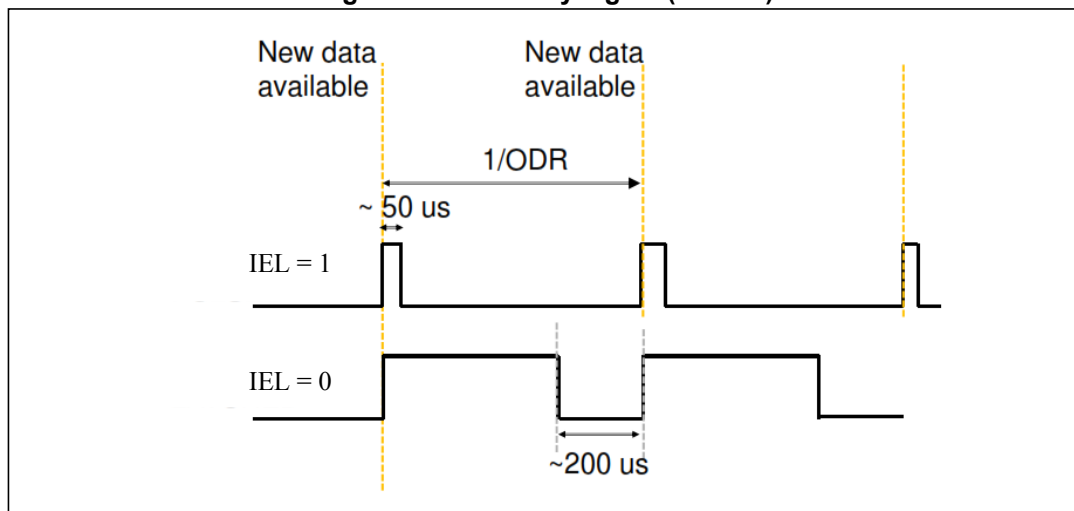 New data
available
New data
available
1/ODR
~ 50 us
IEL = 1
IEL = 0
~200 us